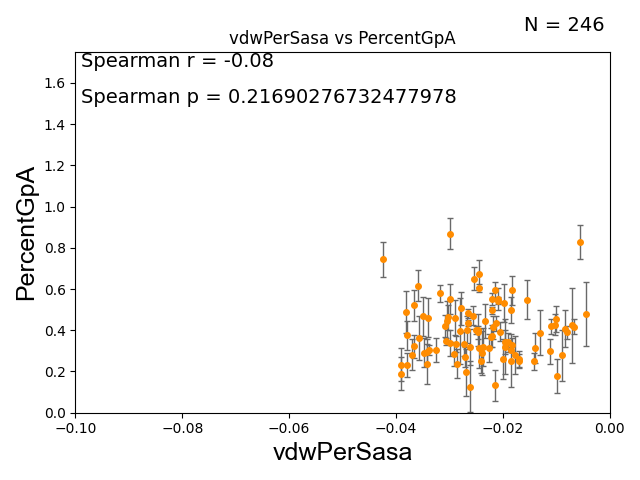 N = 246
vdwPerSasa vs PercentGpA
Spearman r = -0.08
Spearman p = 0.21690276732477978
1.6
1.4
1.2
1.0
0.8
0.6
0.4
0.2
0.0
PercentGpA
−0.10 −0.08 −0.06 −0.04 −0.02 0.00
vdwPerSasa